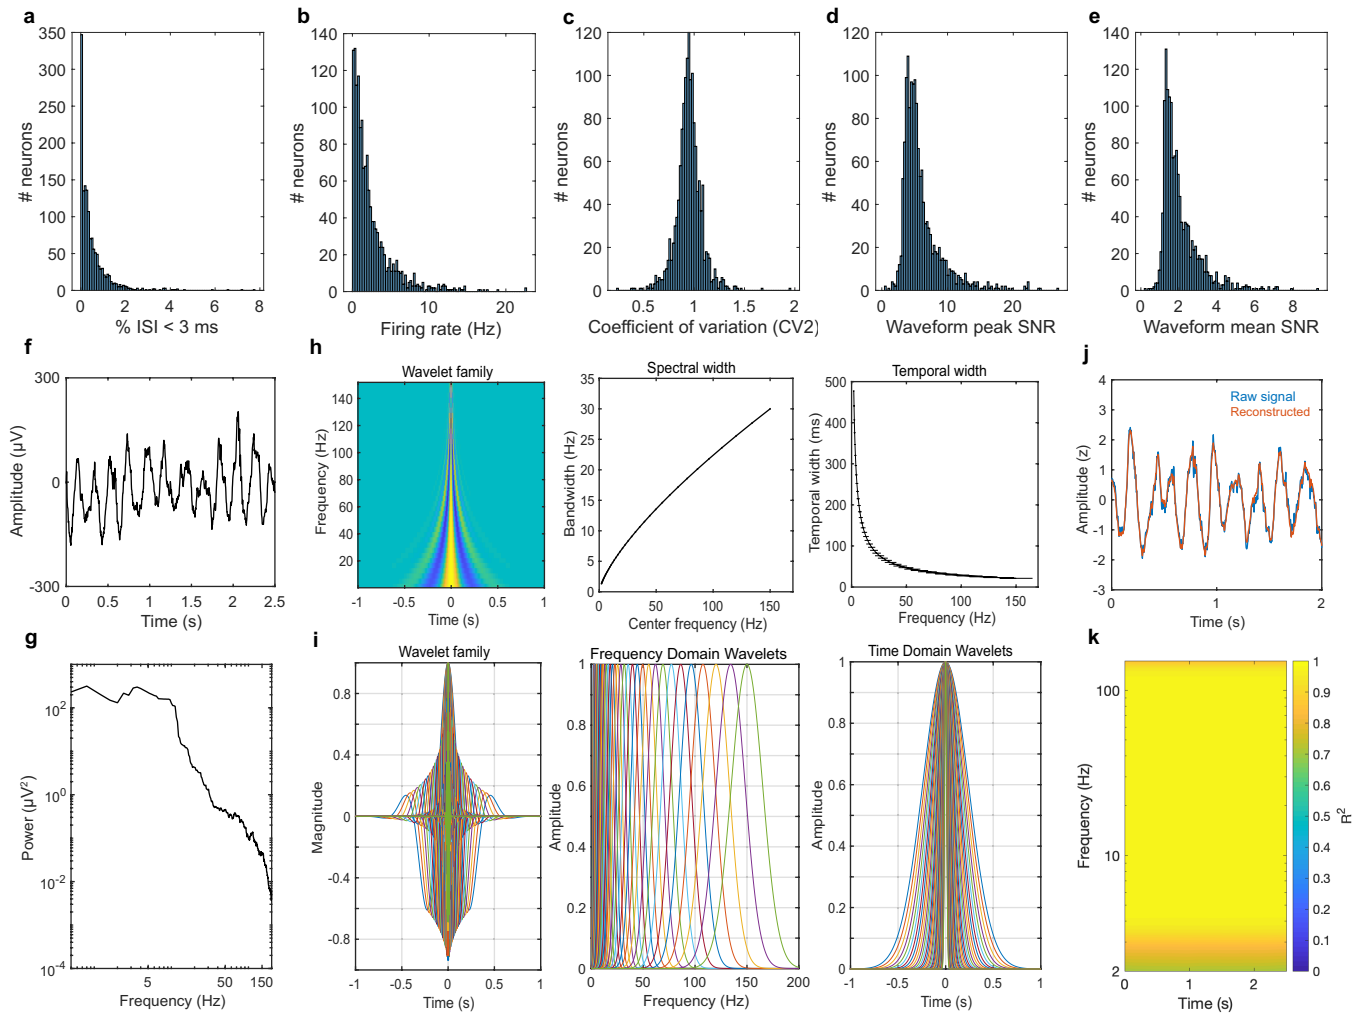 a
350
300
250
200
150
100
50
0
# neurons
0 2 4 6 8
% ISI < 3 ms
b
140
120
100
80
60
40
20
0
# neurons
0 10 20
Firing rate (Hz)
c
120
100
80
60
40
20
0
# neurons
0.5 1 1.5 2
Coefficient of variation (CV2)
d
120
100
80
60
40
20
0
# neurons
0 10 20
Waveform peak SNR
e
140
120
100
80
60
40
20
0
# neurons
0 2 4 6 8
Waveform mean SNR
f
300
0
-300
Amplitude (µV)
0 0.5 1 1.5 2 2.5
Time (s)
h
Wavelet family
140
120
100
80
60
40
20
Frequency (Hz)
-1 -0.5 0 0.5 1
Time (s)
Spectral width
35
30
25
20
15
10
5
0
Bandwidth (Hz)
0 50 100 150
Center frequency (Hz)
Temporal width
500
400
300
200
100
0
Temporal width (ms)
0 50 100 150
Frequency (Hz)
j
4
3
2
1
0
-1
-2
-3
Amplitude (z)
Raw signal
Reconstructed
0 1 2
Time (s)
g
10²
10⁰
10⁻²
10⁻⁴
Power (µV²)
5 50 150
Frequency (Hz)
i
Wavelet family
0.8
0.4
0
-0.4
-0.8
Magnitude
-1 -0.5 0 0.5 1
Time (s)
Frequency Domain Wavelets
1
0.8
0.6
0.4
0.2
0
Amplitude
0 50 100 150 200
Frequency (Hz)
Time Domain Wavelets
1
0.8
0.6
0.4
0.2
0
Amplitude
-1 -0.5 0 0.5 1
Time (s)
k
100
10
2
Frequency (Hz)
0 1 2
Time (s)
1
0.9
0.8
0.7
0.6
0.5
0.4
0.3
0.2
0.1
0
R²